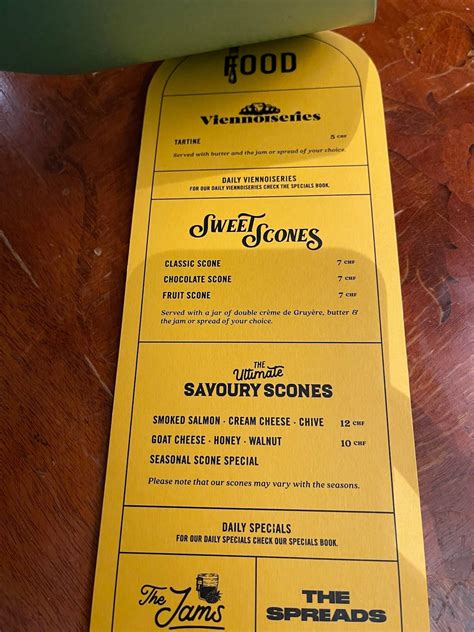 FOOD
Viennoiseries
TARTINE 5 CHF
Served with butter and the jam or spread of your choice.
DAILY VIENNOISERIES
FOR OUR DAILY VIENNOISERIES CHECK THE SPECIALS BOOK.
SWEET SCONES
CLASSIC SCONE 7 CHF
CHOCOLATE SCONE 7 CHF
FRUIT SCONE 7 CHF
Served with a jar of double crème de Gruyère, butter &
the jam or spread of your choice.
THE
Ultimate
SAVOURY SCONES
SMOKED SALMON · CREAM CHEESE · CHIVE 12 CHF
GOAT CHEESE · HONEY · WALNUT 10 CHF
SEASONAL SCONE SPECIAL
Please note that our scones may vary with the seasons.
DAILY SPECIALS
FOR OUR DAILY SPECIALS CHECK OUR SPECIALS BOOK.
The Jams
THE
SPREADS